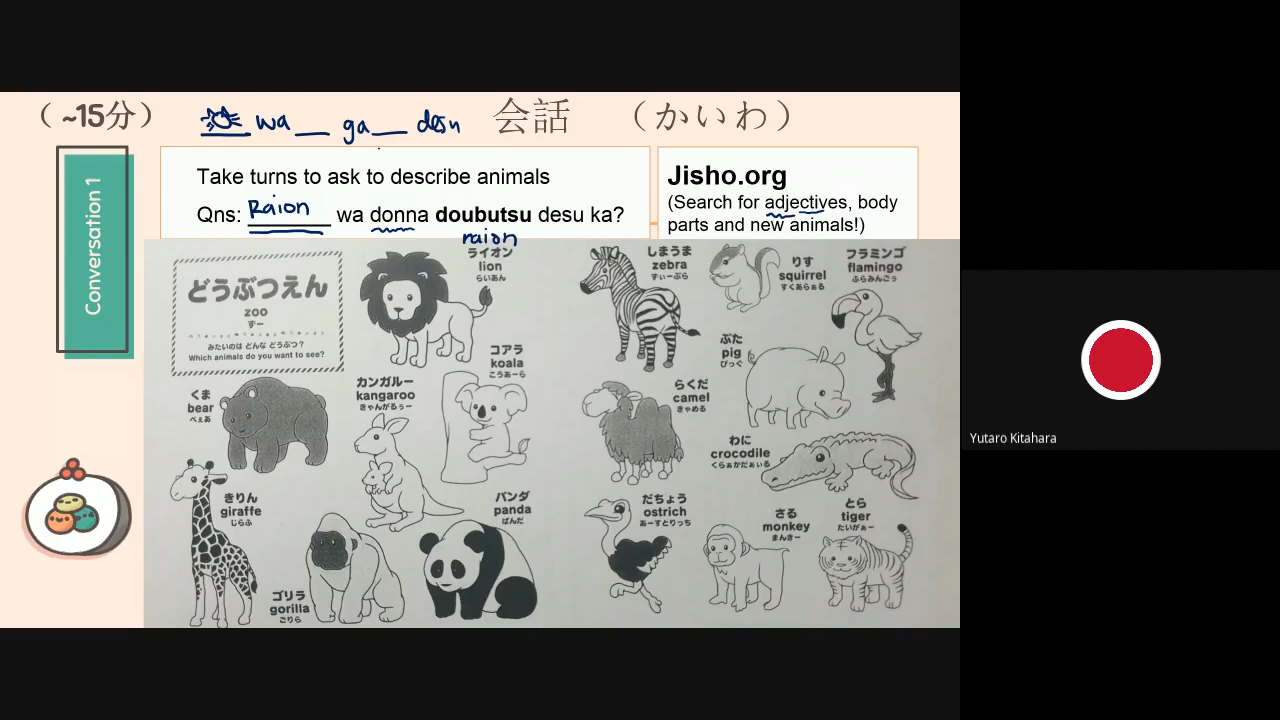 （~15分）
wa __ ga __ desu
会話 （かいわ）
Conversation 1
Take turns to ask to describe animals
Qns: Raion wa donna doubutsu desu ka?
Jisho.org
(Search for adjectives, body
parts and new animals!)
raion
どうぶつえん
zoo
ずー
みたいのは どんな どうぶつ？
Which animals do you want to see?
ライオン
lion
らいあん
しまうま
zebra
ずぃーぶら
りす
squirrel
すくあらぁる
フラミンゴ
flamingo
ふらみんごぅ
コアラ
koala
こうあーら
ぶた
pig
ぴっぐ
くま
bear
べぇあ
カンガルー
kangaroo
きゃんがるぅー
らくだ
camel
きゃめる
わに
crocodile
くらぁかだぁいる
きりん
giraffe
じらふ
パンダ
panda
ぱんだ
だちょう
ostrich
あーすとりっち
さる
monkey
まんきー
とら
tiger
たいがぁー
ゴリラ
gorilla
ごりら
Yutaro Kitahara